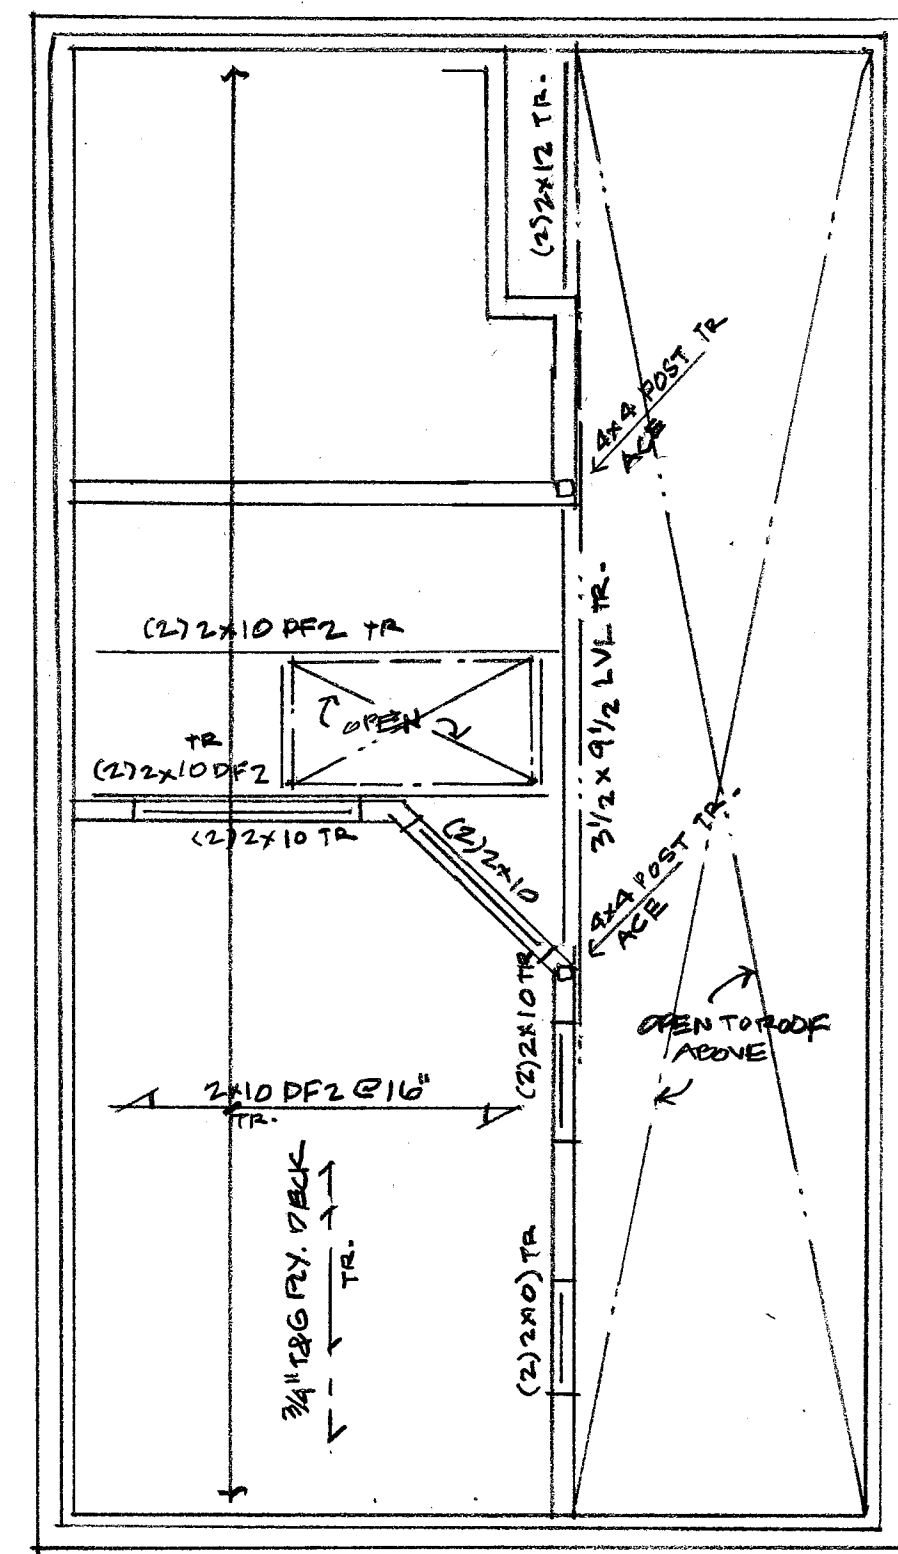 (2)2x12 TR.
4x4 POST TR
ACE
(2)2x10 DF2 TR
OPEN
3 1/2 x 9 1/2 LVL TR.
TR
(2)2x10 DF2
(2)2x10 TR
(2)2x10
4x4 POST TR.
ACE
(2)2x10 TR
OPEN TO ROOF
ABOVE
2x10 DF2 @ 16"
TR.
3/4" T&G PLY. DECK
TR.
(2)2x10) TR